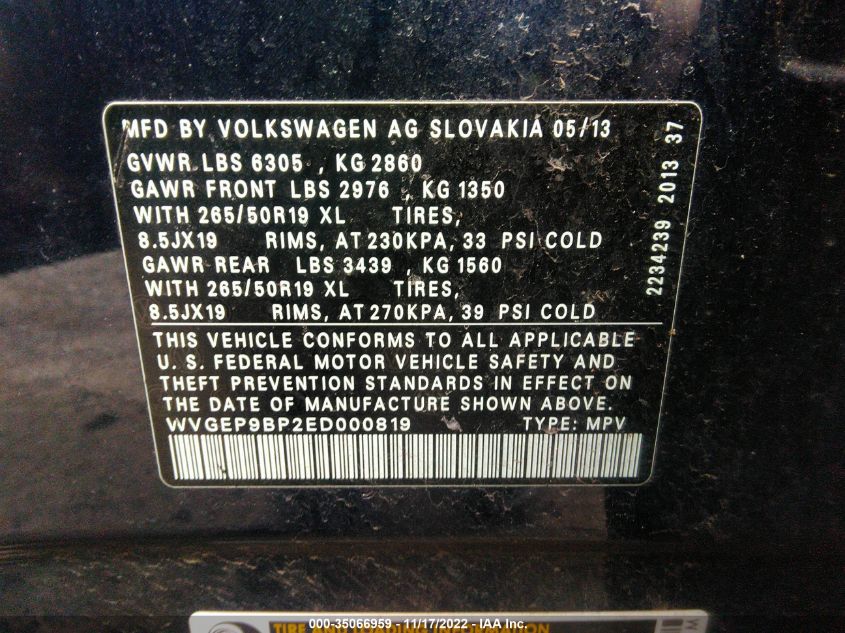 MFD BY VOLKSWAGEN AG SLOVAKIA 05/13
GVWR LBS 6305 , KG 2860
GAWR FRONT LBS 2976 , KG 1350
WITH 265/50R19 XL TIRES,
8.5JX19 RIMS, AT 230KPA, 33 PSI COLD
GAWR REAR LBS 3439 , KG 1560
WITH 265/50R19 XL TIRES,
8.5JX19 RIMS, AT 270KPA, 39 PSI COLD
2234239 2013 37
THIS VEHICLE CONFORMS TO ALL APPLICABLE
U. S. FEDERAL MOTOR VEHICLE SAFETY AND
THEFT PREVENTION STANDARDS IN EFFECT ON
THE DATE OF MANUFACTURE SHOWN ABOVE.
WVGEP9BP2ED000819 TYPE: MPV
TIRE AND LOADING INFORMATION
000-35066959 - 11/17/2022 - IAA Inc.